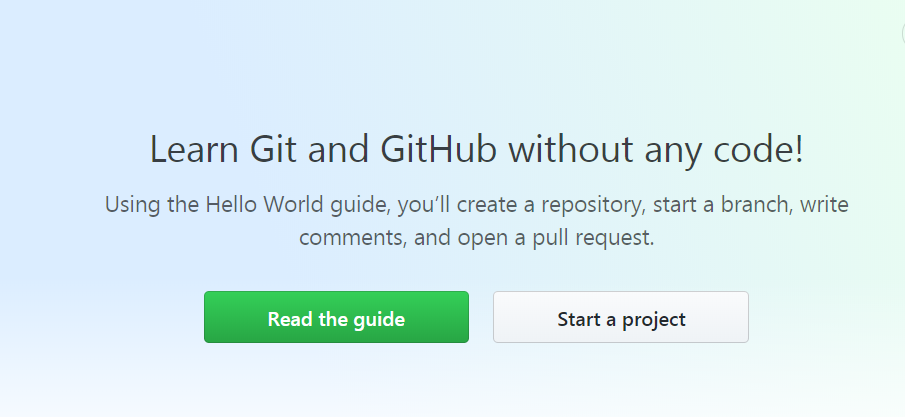 Learn Git and GitHub without any code!
Using the Hello World guide, you’ll create a repository, start a branch, write
comments, and open a pull request.
Read the guide
Start a project